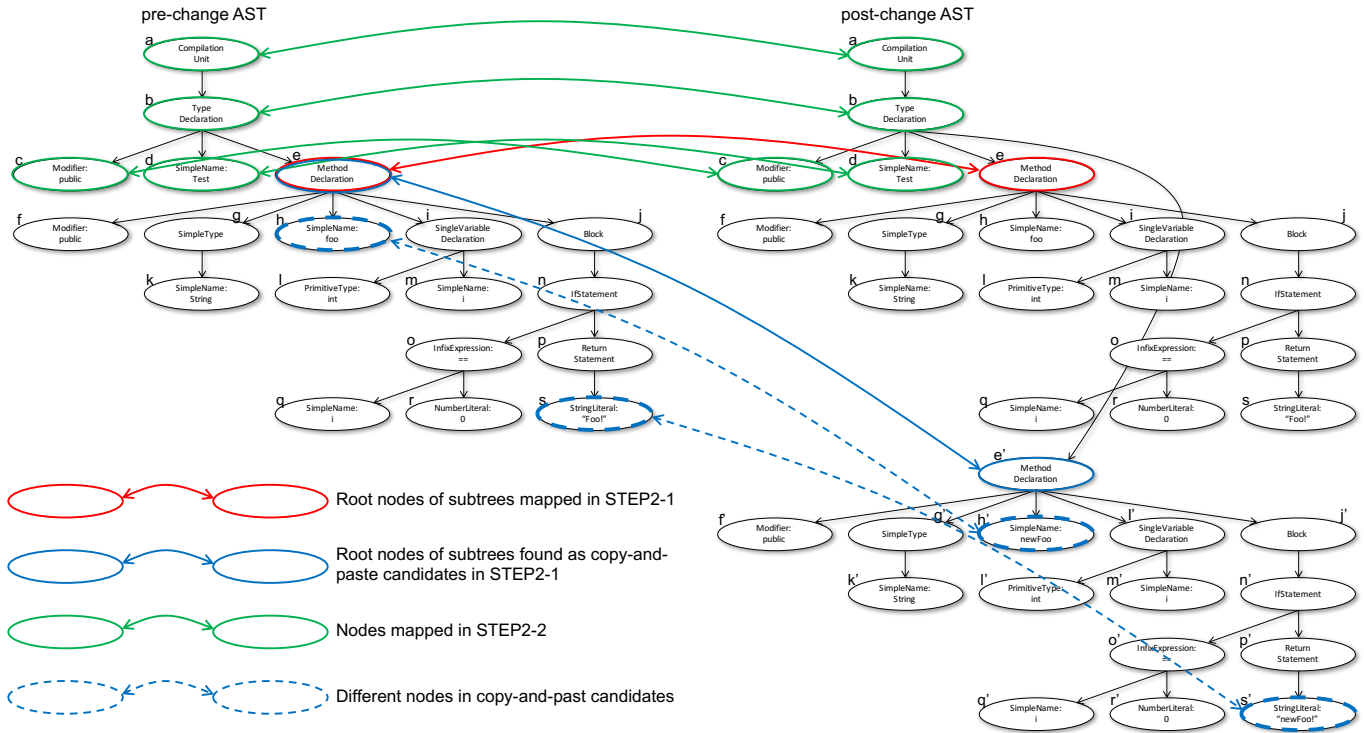 pre-change AST
post-change AST
a
Compilation
Unit
a
Compilation
Unit
b
Type
Declaration
b
Type
Declaration
c
Modifier:
public
d
SimpleName:
Test
e
Method
Declaration
c
Modifier:
public
d
SimpleName:
Test
e
Method
Declaration
f
Modifier:
public
g
SimpleType
h
SimpleName:
foo
i
SingleVariable
Declaration
j
Block
f
Modifier:
public
g
SimpleType
h
SimpleName:
foo
i
SingleVariable
Declaration
j
Block
k
SimpleName:
String
l
PrimitiveType:
int
m
SimpleName:
i
n
IfStatement
k
SimpleName:
String
l
PrimitiveType:
int
m
SimpleName:
i
n
IfStatement
o
InfixExpression:
==
p
Return
Statement
o
InfixExpression:
==
p
Return
Statement
q
SimpleName:
i
r
NumberLiteral:
0
s
StringLiteral:
"Foo!"
q
SimpleName:
i
r
NumberLiteral:
0
s
StringLiteral:
"Foo!"
e'
Method
Declaration
f'
Modifier:
public
g'
SimpleType
h'
SimpleName:
newFoo
I'
SingleVariable
Declaration
j'
Block
k'
SimpleName:
String
l'
PrimitiveType:
int
m'
SimpleName:
i
n'
IfStatement
o'
InfixExpression:
==
p'
Return
Statement
q'
SimpleName:
i
r'
NumberLiteral:
0
s'
StringLiteral:
"newFoo!"
Root nodes of subtrees mapped in STEP2-1
Root nodes of subtrees found as copy-and-
paste candidates in STEP2-1
Nodes mapped in STEP2-2
Different nodes in copy-and-past candidates